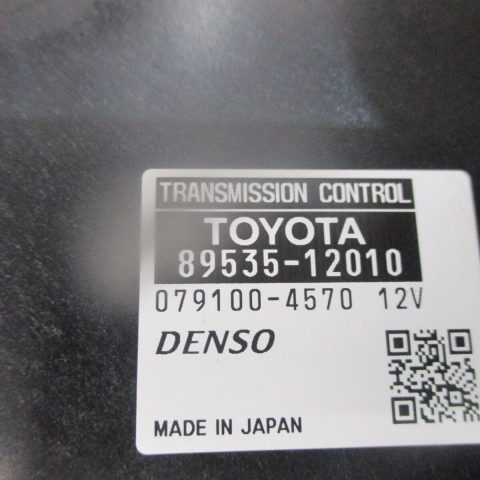 TRANSMISSION CONTROL
TOYOTA
89535-12010
079100-4570 12V
DENSO
MADE IN JAPAN